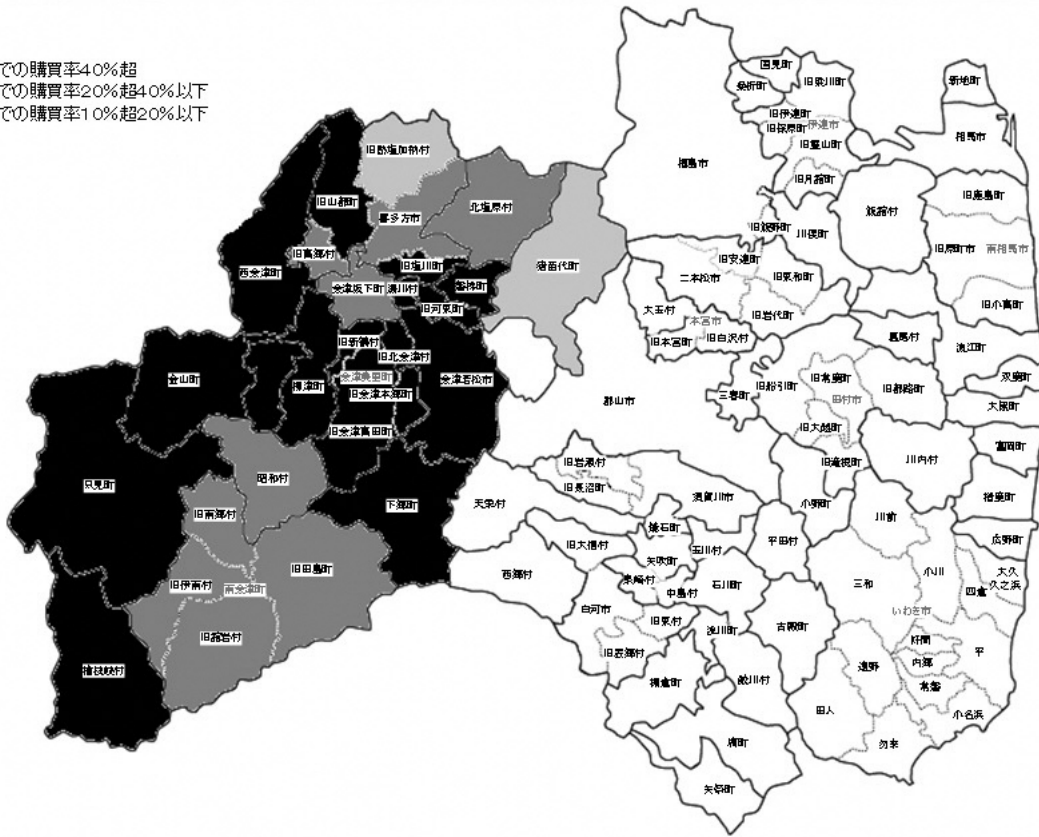 での購買率40%超
での購買率20%超40%以下
での購買率10%超20%以下
国見町
桑折町
旧梁川町
新地町
旧伊達町
伊達市
旧保原町
旧霊山町
相馬市
旧熱塩加納村
福島市
旧月舘町
旧鹿島町
旧山都町
北塩原村
飯舘村
喜多方市
旧飯野町
川俣町
旧高郷村
旧原町市
南相馬市
西会津町
旧塩川町
猪苗代町
旧安達町
二本松市
旧東和町
会津坂下町
湯川村
磐梯町
旧小高町
旧河東町
大玉村
旧岩代町
本宮市
旧本宮町
旧白沢村
葛尾村
浪江町
旧新鶴村
旧北会津村
金山町
柳津町
会津美里町
会津若松市
双葉町
旧常葉町
旧船引町
旧都路町
旧会津本郷町
三春町
田村市
郡山市
大熊町
旧大越町
旧会津高田町
富岡町
川内村
旧岩瀬村
旧滝根町
昭和村
只見町
旧長沼町
須賀川市
楢葉町
下郷町
天栄村
小野町
旧南郷村
川前
鏡石町
広野町
平田村
旧大信村
玉川村
矢吹町
旧田島町
西郷村
小川
大久
久之浜
旧伊南村
泉崎村
石川町
三和
四倉
南会津町
中島村
白河市
いわき市
旧東村
古殿町
浅川町
旧舘岩村
好間
旧表郷村
平
内郷
檜枝岐村
遠野
鮫川村
棚倉町
常磐
田人
小名浜
塙町
勿来
矢祭町